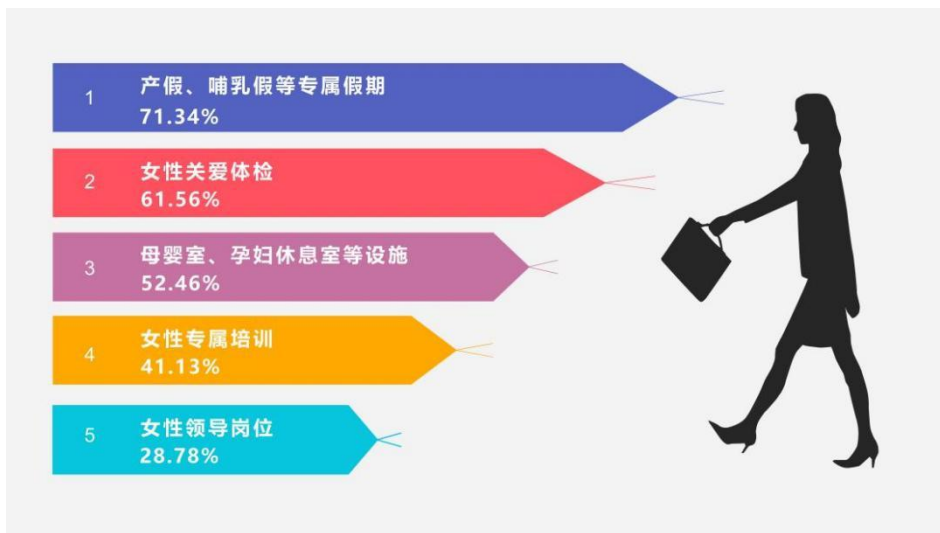 1
产假、哺乳假等专属假期
71.34%
2
女性关爱体检
61.56%
3
母婴室、孕妇休息室等设施
52.46%
4
女性专属培训
41.13%
5
女性领导岗位
28.78%